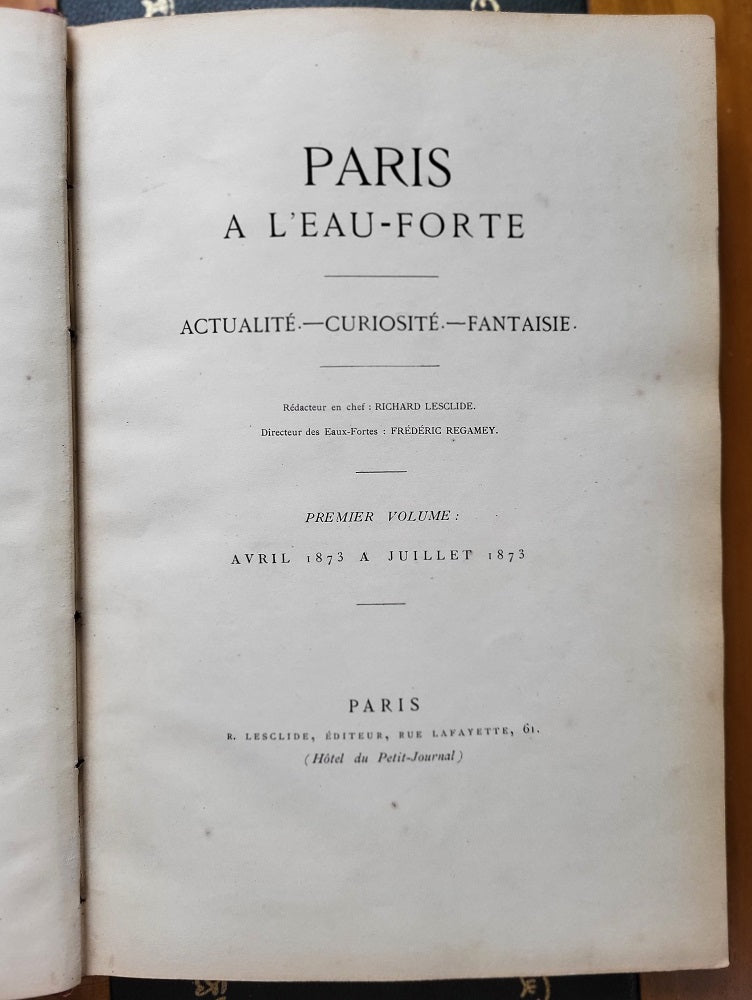 PARIS
A L'EAU-FORTE
ACTUALITÉ.—CURIOSITÉ.—FANTAISIE.
Rédacteur en chef : RICHARD LESCLIDE.
Directeur des Eaux-Fortes : FRÉDÉRIC REGAMEY.
PREMIER VOLUME :
AVRIL 1873 A JUILLET 1873
PARIS
R. LESCLIDE, ÉDITEUR, RUE LAFAYETTE, 61.
(Hôtel du Petit-Journal)